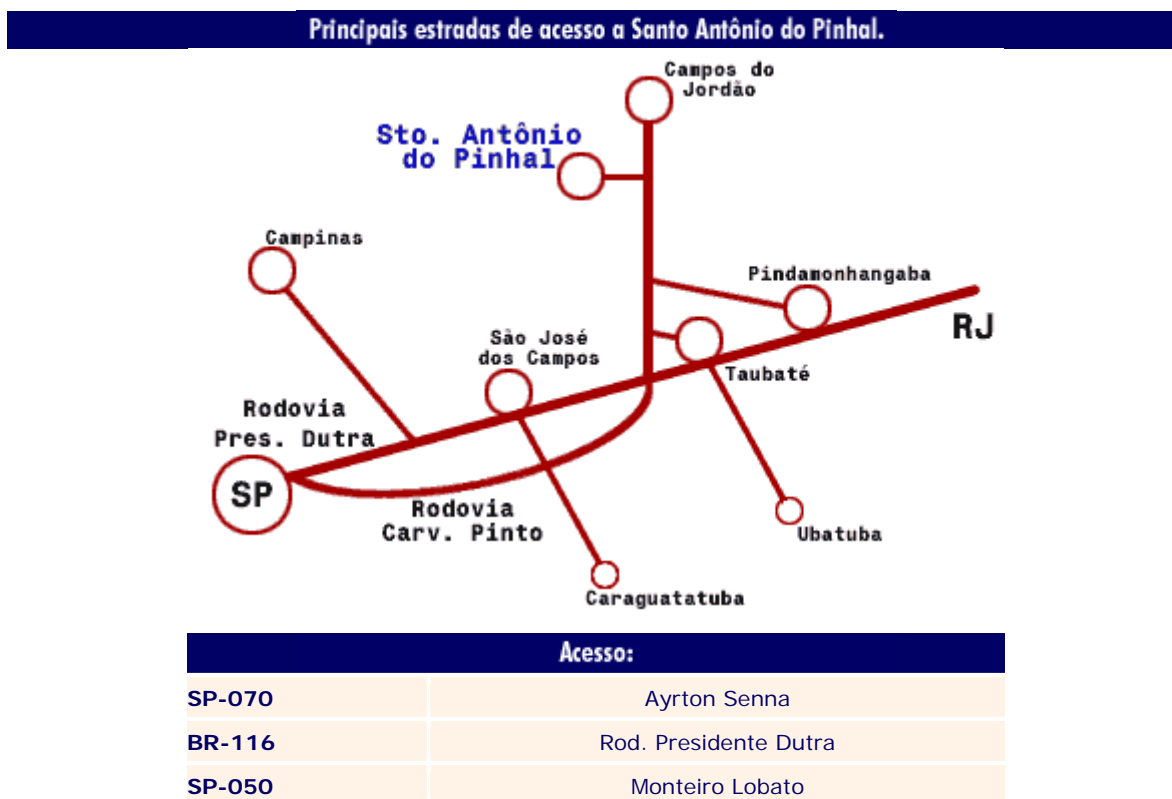 Principais estradas de acesso a Santo Antônio do Pinhal.
Campos do
Jordão
Sto. Antônio
do Pinhal
Campinas
Pindamonhangaba
RJ
São José
dos Campos
Taubaté
Rodovia
Pres. Dutra
SP
Rodovia
Carv. Pinto
Ubatuba
Caraguatatuba
Acesso:
SP-070 Ayrton Senna
BR-116 Rod. Presidente Dutra
SP-050 Monteiro Lobato